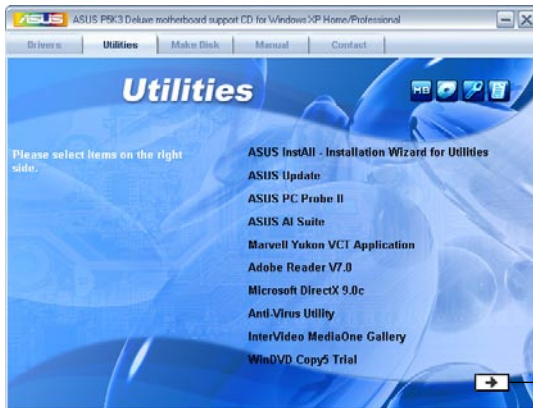 ASUS P5K3 Deluxe motherboard support CD for Windows XP Home/Professional
Drivers Utilities Make Disk Manual Contact
Utilities
MB
Please select items on the right side.
ASUS InstAll - Installation Wizard for Utilities
ASUS Update
ASUS PC Probe II
ASUS AI Suite
Marvell Yukon VCT Application
Adobe Reader V7.0
Microsoft DirectX 9.0c
Anti-Virus Utility
InterVideo MediaOne Gallery
WinDVD Copy5 Trial